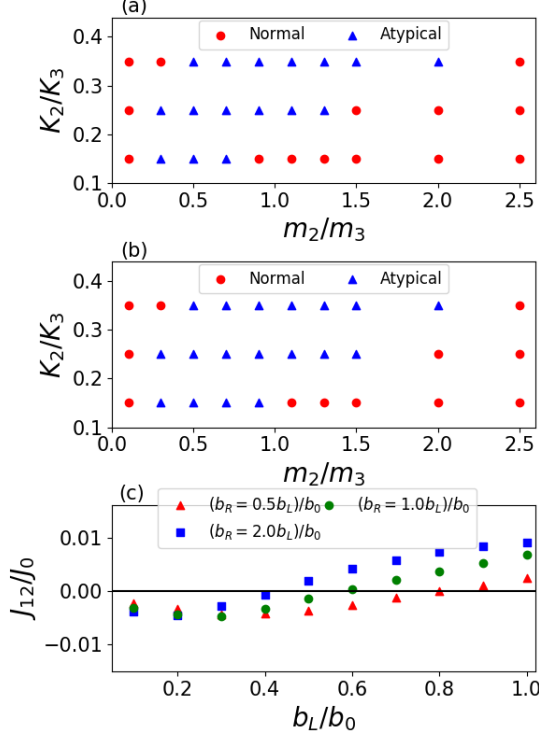 (a)
Normal Atypical
0.4
0.3
0.2
0.1
K2/K3
0.0 0.5 1.0 1.5 2.0 2.5
m2/m3
(b)
Normal Atypical
0.4
0.3
0.2
0.1
K2/K3
0.0 0.5 1.0 1.5 2.0 2.5
m2/m3
(c)
(bR = 0.5bL)/b0 (bR = 1.0bL)/b0
(bR = 2.0bL)/b0
0.01
0.00
−0.01
J12/J0
0.2 0.4 0.6 0.8 1.0
bL/b0